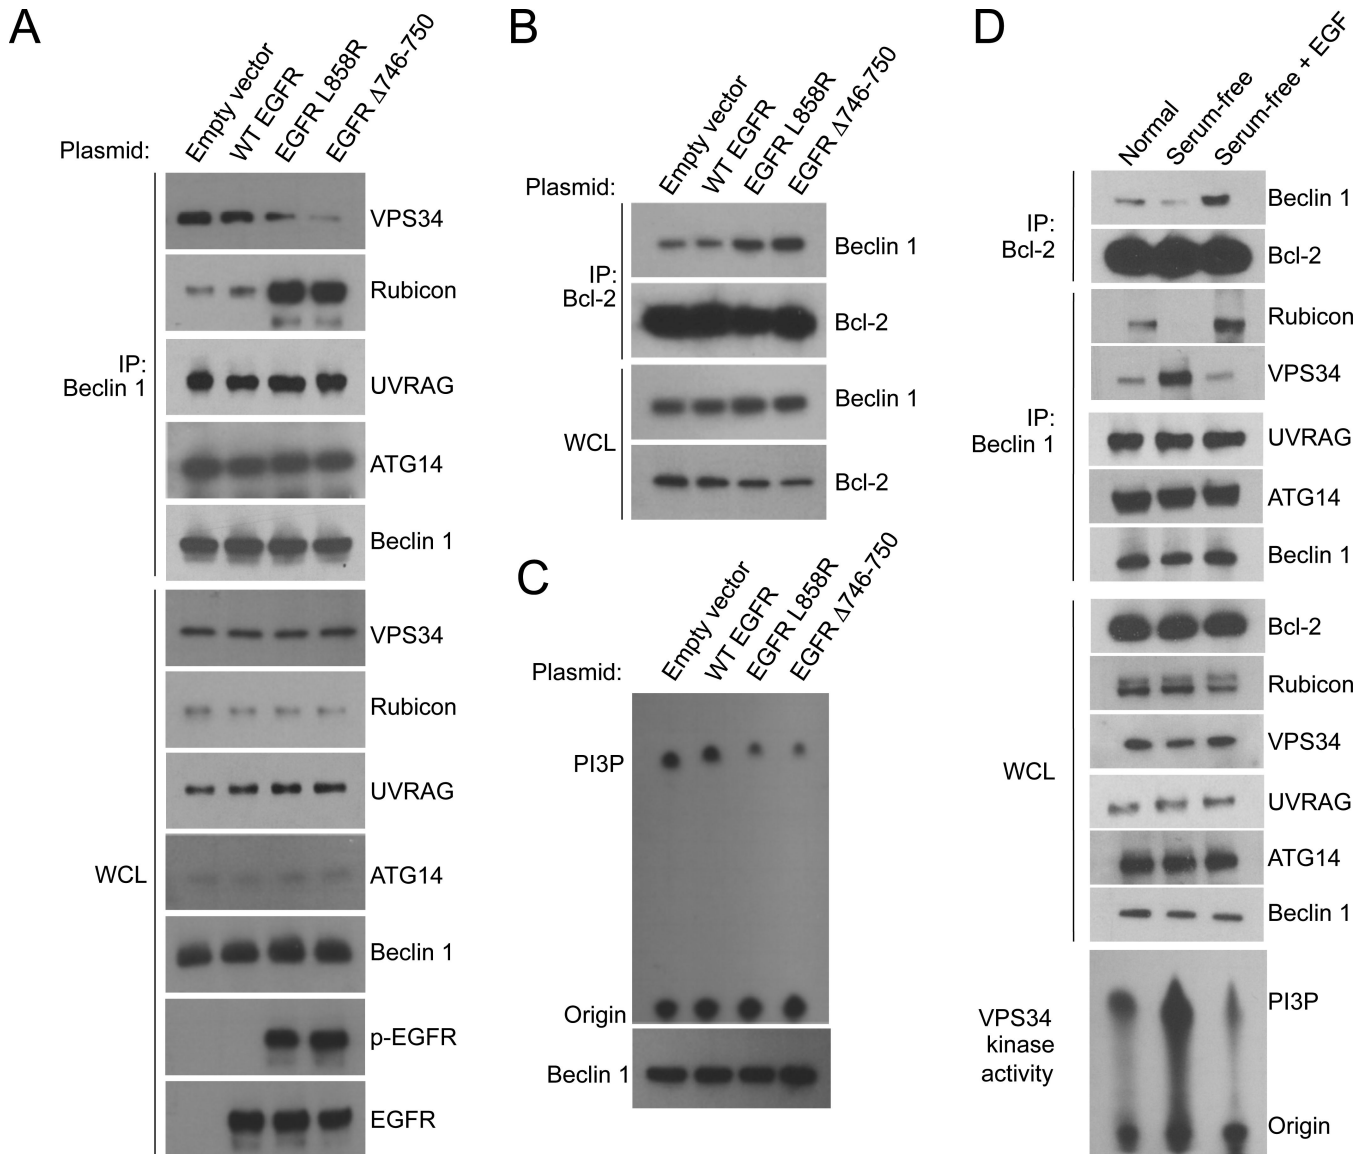 A
Plasmid:
Empty vector
WT EGFR
EGFR L858R
EGFR Δ746-750
IP:
Beclin 1
VPS34
Rubicon
UVRAG
ATG14
Beclin 1
WCL
VPS34
Rubicon
UVRAG
ATG14
Beclin 1
p-EGFR
EGFR
B
Plasmid:
Empty vector
WT EGFR
EGFR L858R
EGFR Δ746-750
IP:
Bcl-2
Beclin 1
Bcl-2
WCL
Beclin 1
Bcl-2
C
Plasmid:
Empty vector
WT EGFR
EGFR L858R
EGFR Δ746-750
PI3P
Origin
Beclin 1
D
Normal
Serum-free
Serum-free + EGF
IP:
Bcl-2
Beclin 1
Bcl-2
IP:
Beclin 1
Rubicon
VPS34
UVRAG
ATG14
Beclin 1
WCL
Bcl-2
Rubicon
VPS34
UVRAG
ATG14
Beclin 1
VPS34
kinase
activity
PI3P
Origin